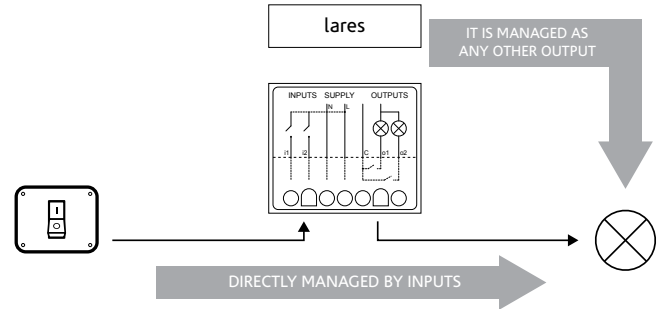 lares
IT IS MANAGED AS
ANY OTHER OUTPUT
INPUTS SUPPLY OUTPUTS
N L
i1 i2 C o1 o2
DIRECTLY MANAGED BY INPUTS